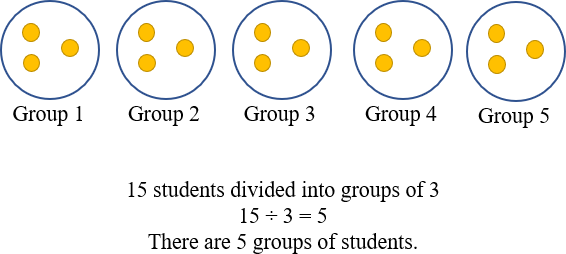 Group 1 Group 2 Group 3 Group 4 Group 5
15 students divided into groups of 3
15 ÷ 3 = 5
There are 5 groups of students.